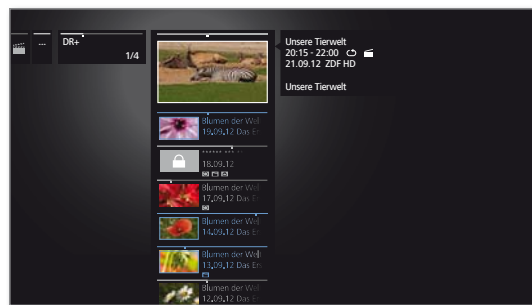 ...
DR+
1/4
Unsere Tierwelt
20:15 - 22:00
21.09.12 ZDF HD
Unsere Tierwelt
Blumen der Wel
19.09.12 Das Er
****** *** **
18.09.12
Blumen der Wel
17.09.12 Das Er
Blumen der Wel
14.09.12 Das Er
Blumen der Wel
13.09.12 Das Er
Blumen der Wel
12.09.12 Das Er